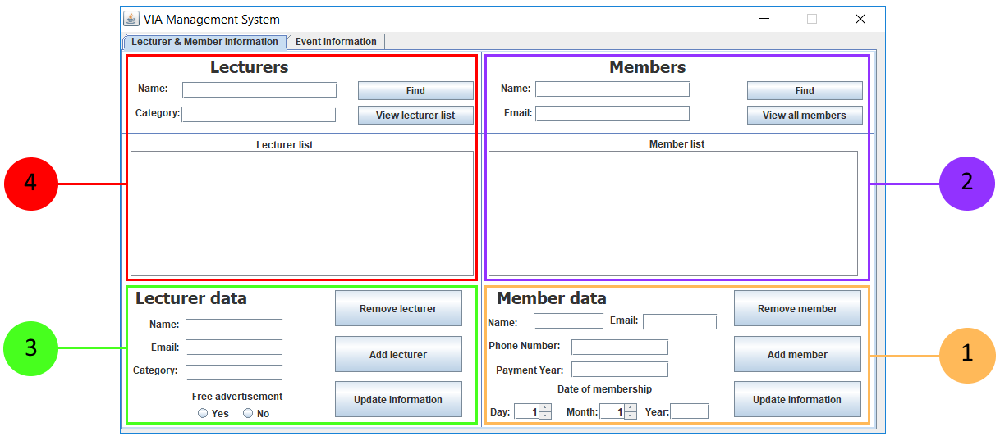 VIA Management System
Lecturer & Member information
Event information
Lecturers
Name:
Find
Category:
View lecturer list
Lecturer list
4
Members
Name:
Find
Email:
View all members
Member list
2
Lecturer data
Remove lecturer
Name:
Email:
Add lecturer
Category:
Free advertisement
Yes No
Update information
3
Member data
Remove member
Name: Email:
Phone Number:
Add member
Payment Year:
Date of membership
Update information
Day: 1 Month: 1 Year:
1